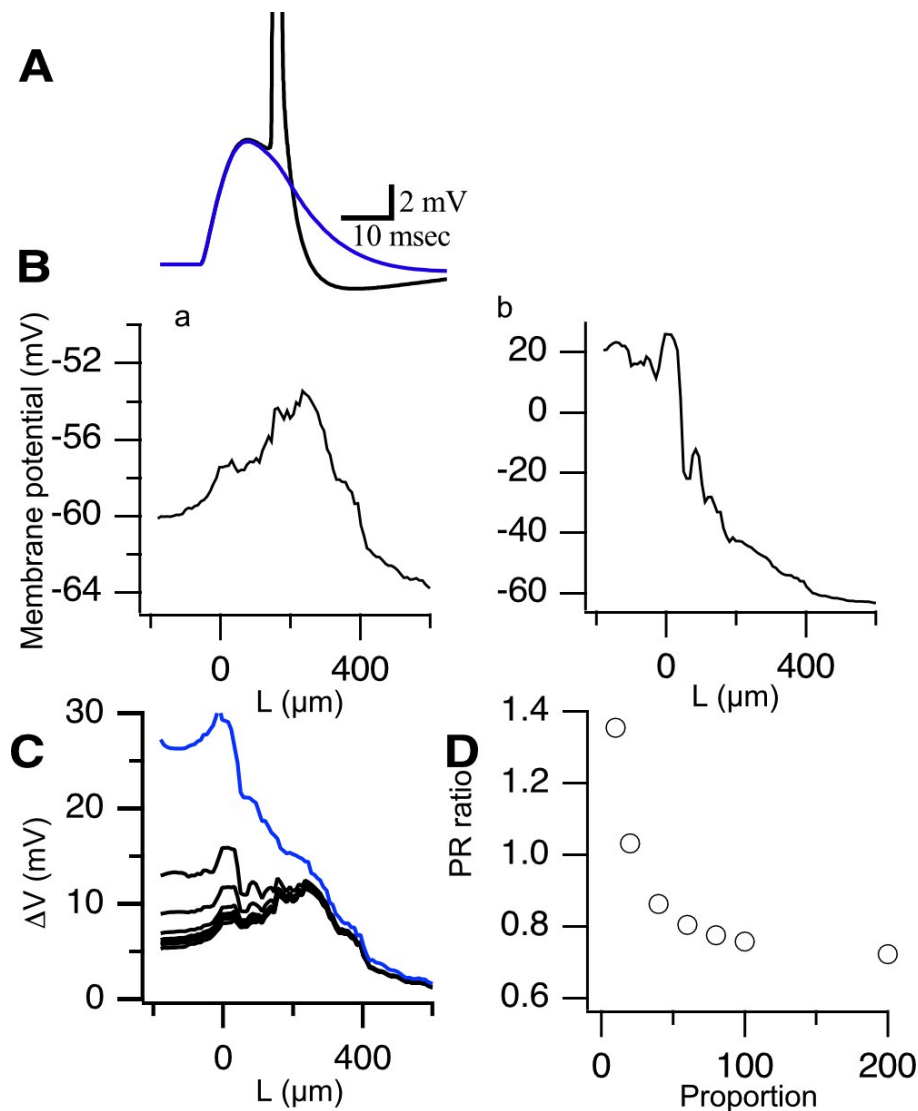 A
2 mV
10 msec
B
a
b
Membrane potential (mV)
-52
-56
-60
-64
0
400
L (µm)
20
0
-20
-40
-60
0
400
L (µm)
C
ΔV (mV)
30
20
10
0
0
400
L (µm)
D
PR ratio
1.4
1.2
1.0
0.8
0.6
0
100
200
Proportion